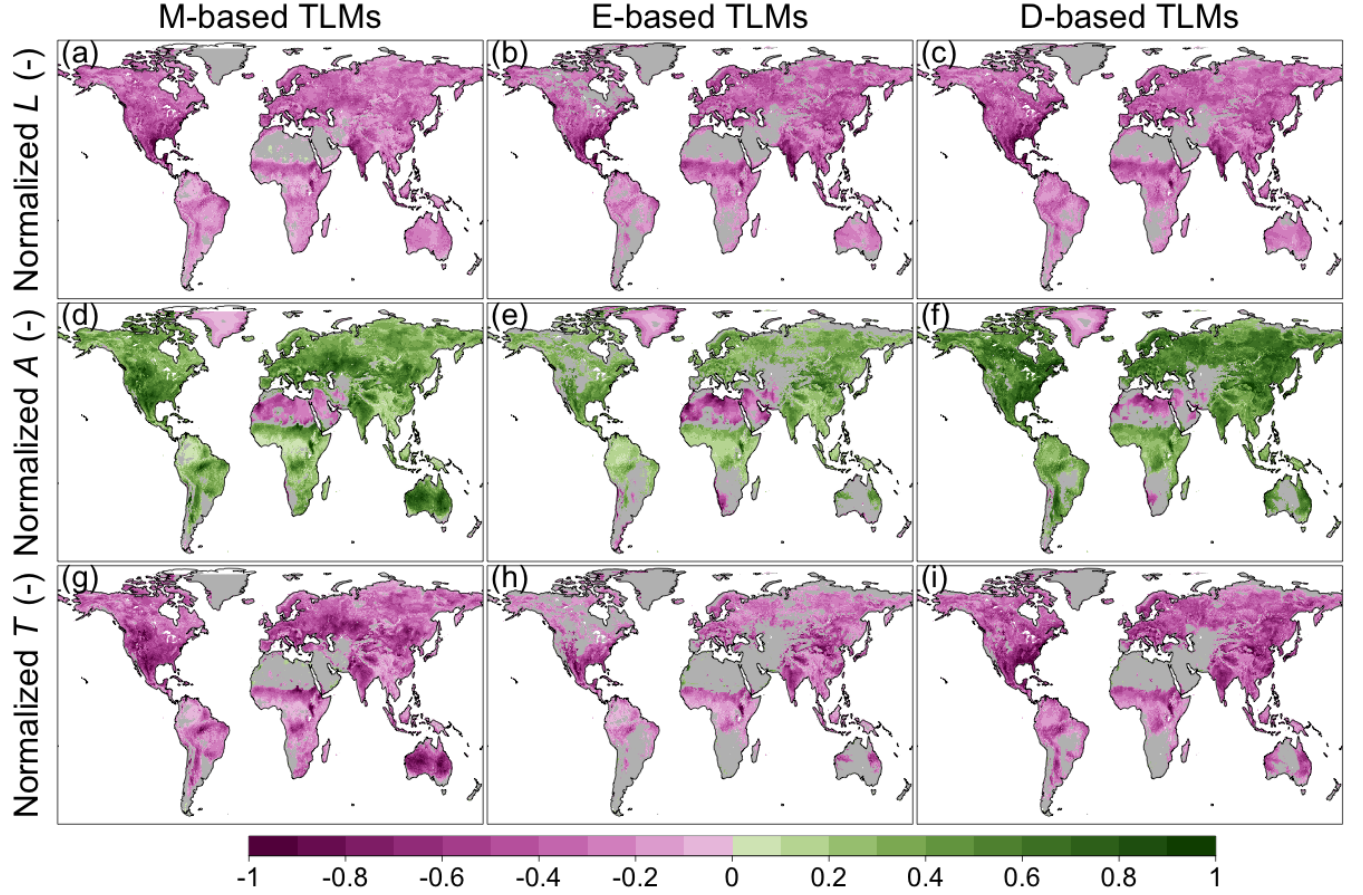 M-based TLMs E-based TLMs D-based TLMs
Normalized L (-)
(a) (b) (c)
Normalized A (-)
(d) (e) (f)
Normalized T (-)
(g) (h) (i)
-1 -0.8 -0.6 -0.4 -0.2 0 0.2 0.4 0.6 0.8 1